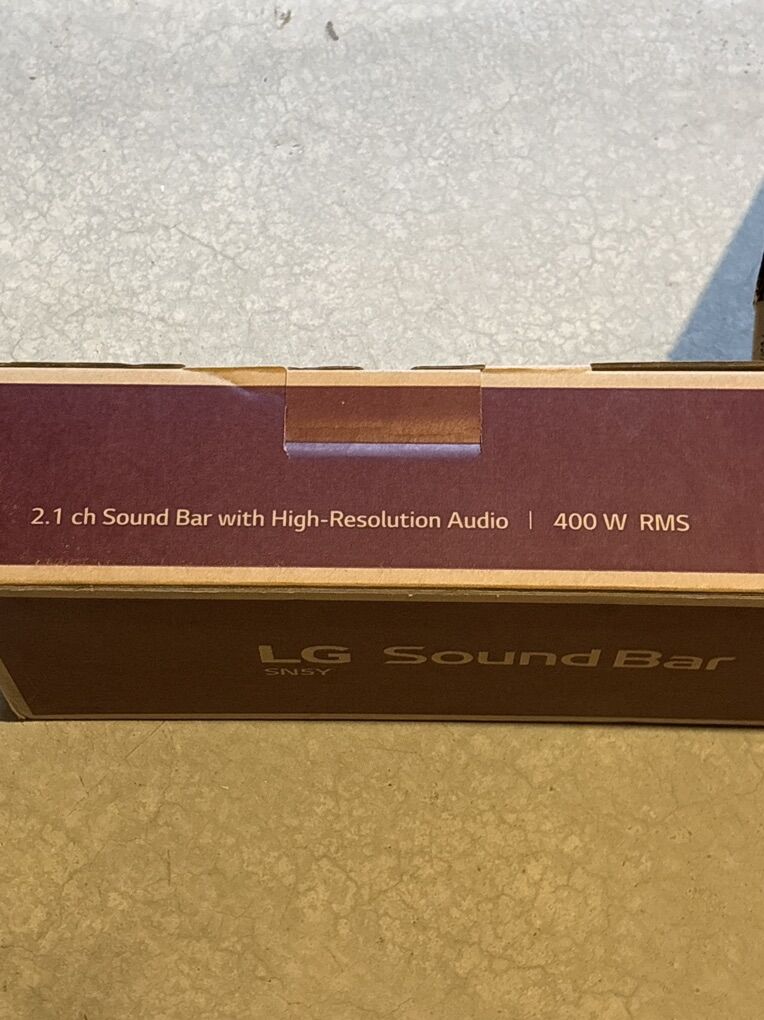 2.1 ch Sound Bar with High-Resolution Audio | 400 W RMS
LG Sound Bar
SN5Y